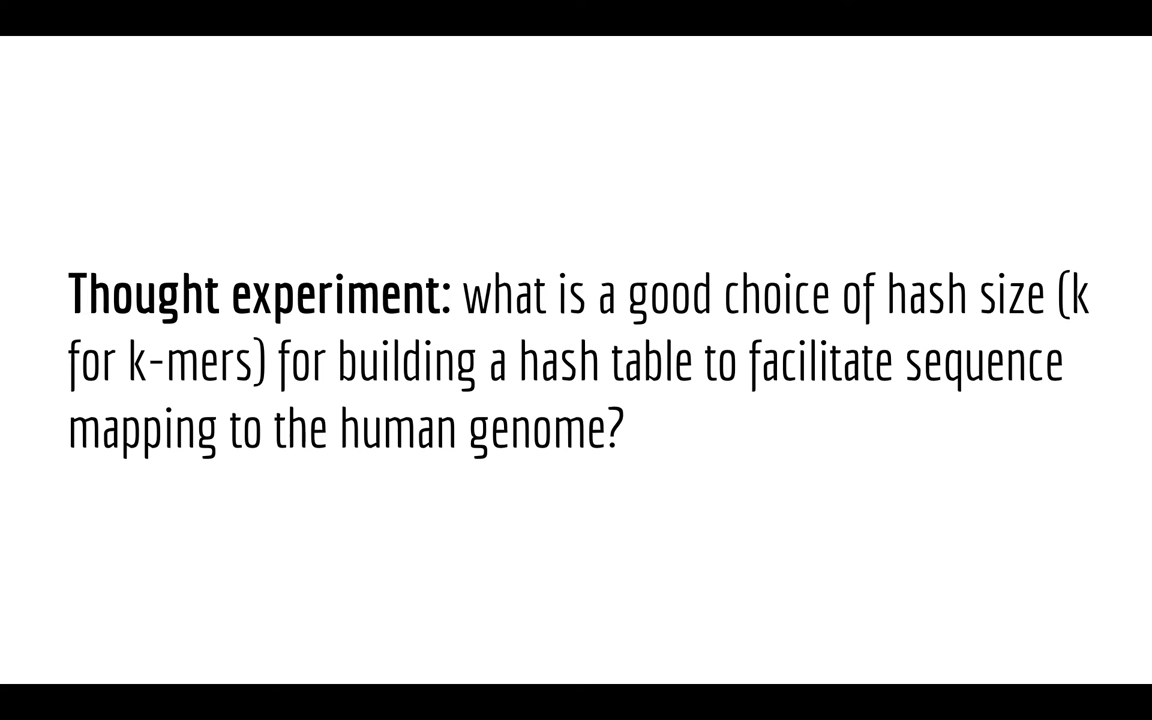 Thought experiment: what is a good choice of hash size (k
for k-mers) for building a hash table to facilitate sequence
mapping to the human genome?